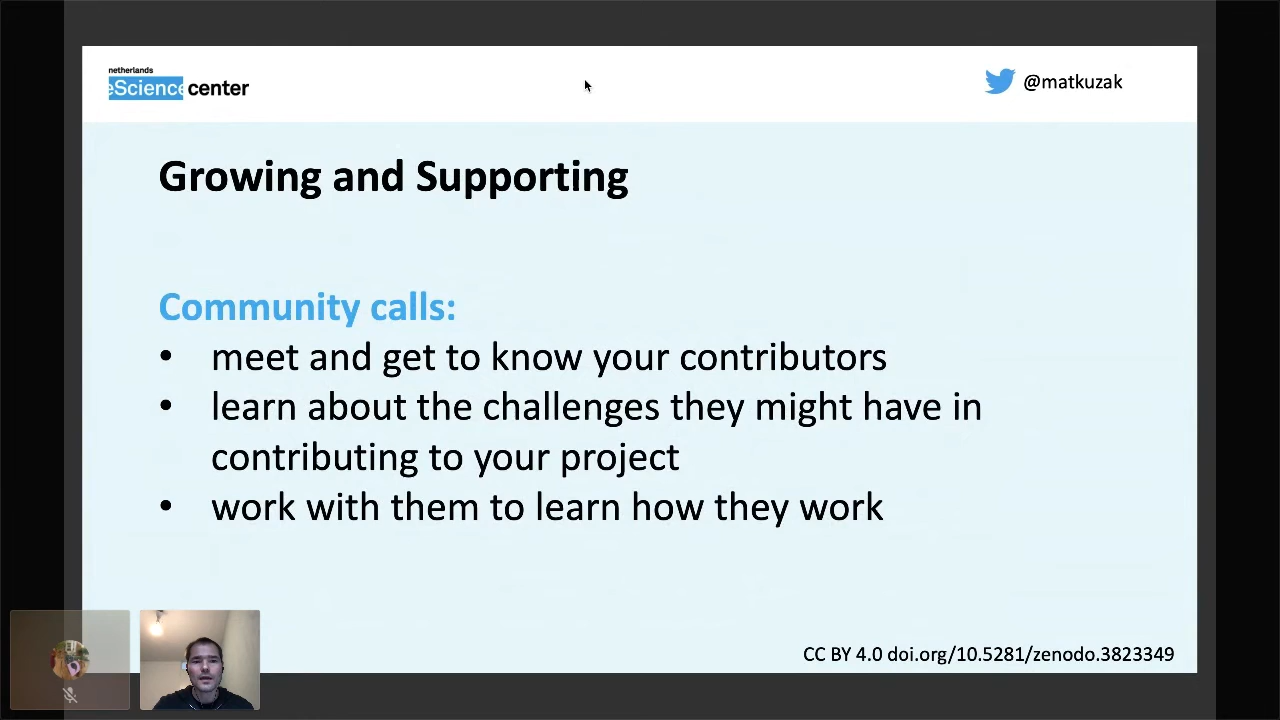 netherlands
eScience center
@matkuzak
Growing and Supporting
Community calls:
• meet and get to know your contributors
• learn about the challenges they might have in
contributing to your project
• work with them to learn how they work
CC BY 4.0 doi.org/10.5281/zenodo.3823349